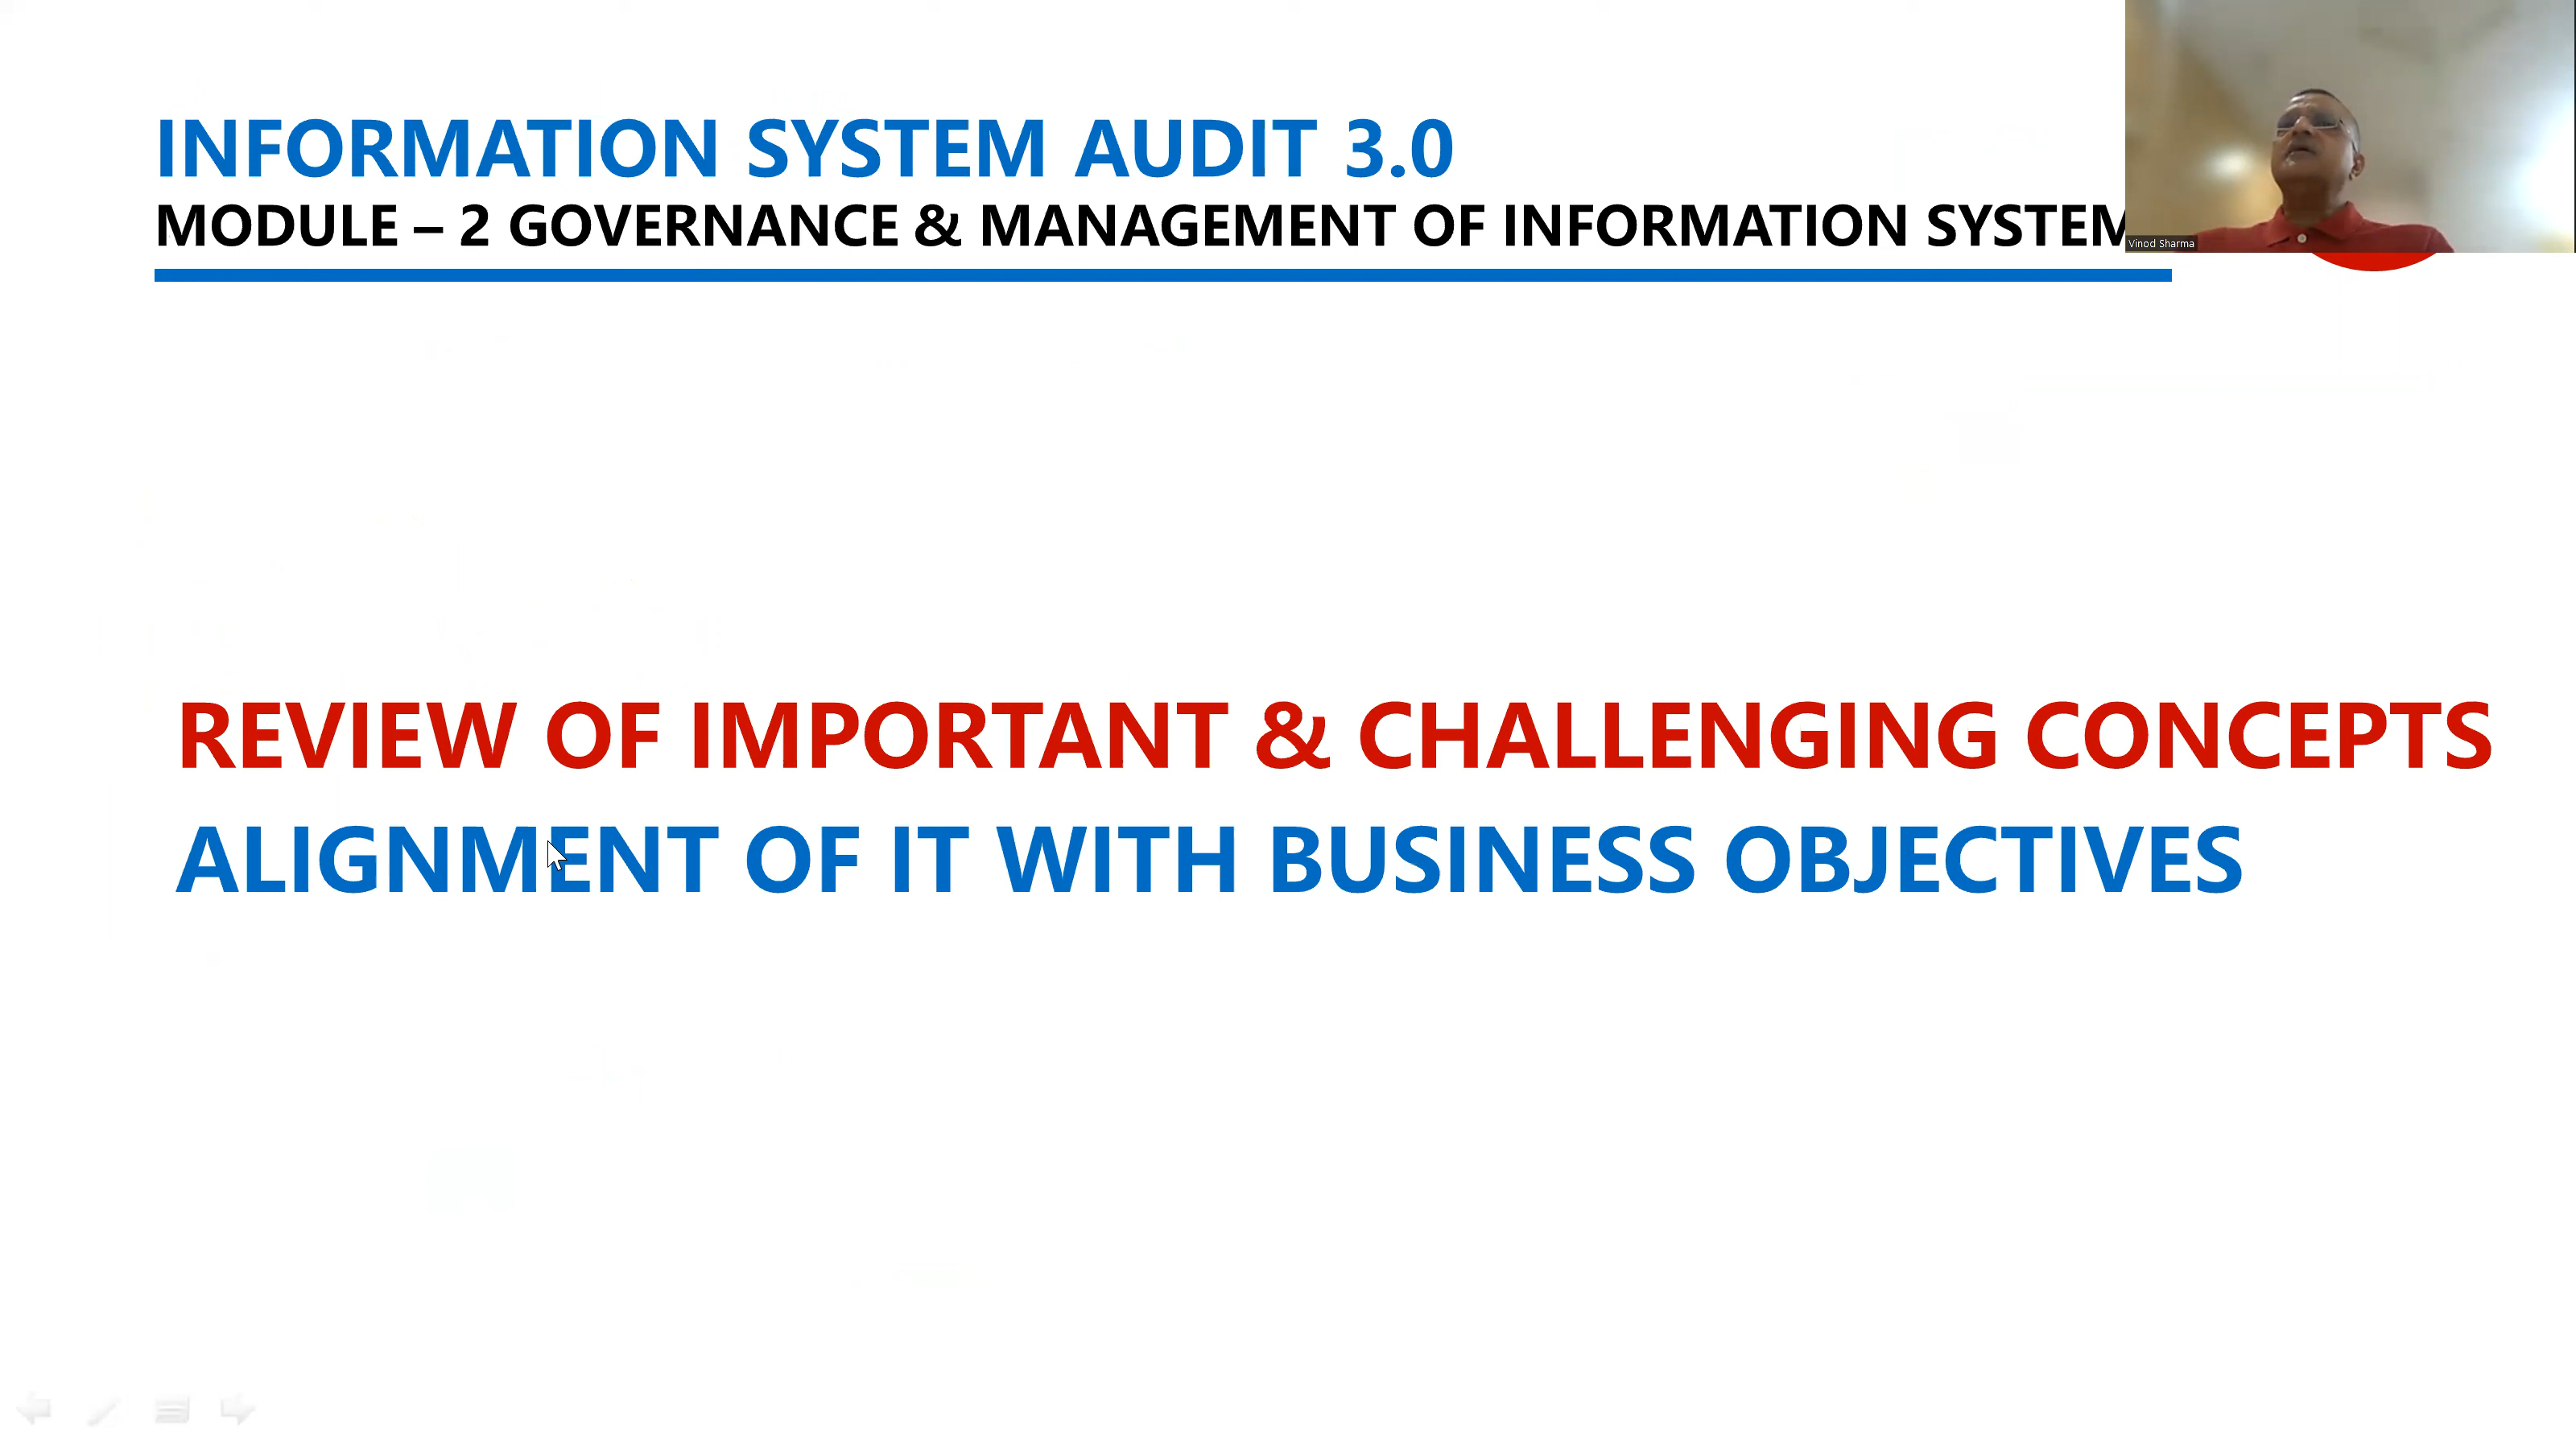 INFORMATION SYSTEM AUDIT 3.0
MODULE – 2 GOVERNANCE & MANAGEMENT OF INFORMATION SYSTEM
Vinod Sharma
REVIEW OF IMPORTANT & CHALLENGING CONCEPTS
ALIGNMENT OF IT WITH BUSINESS OBJECTIVES